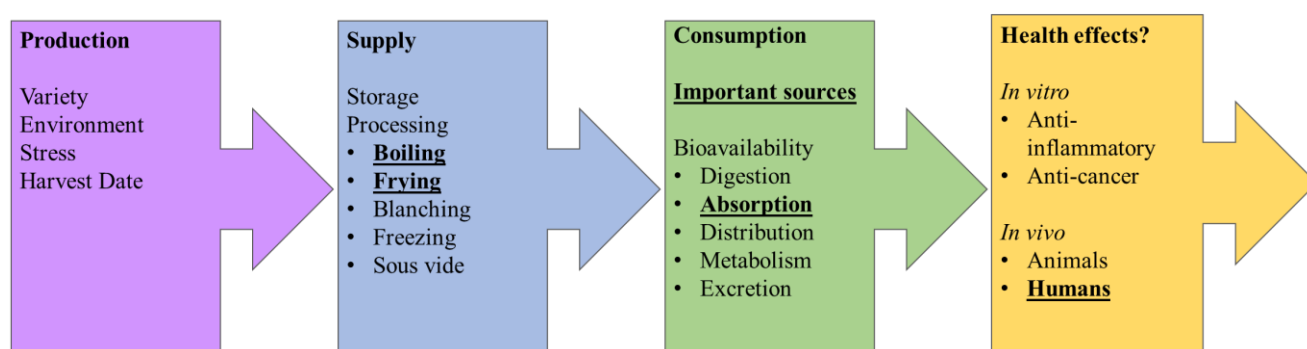 Production
Variety
Environment
Stress
Harvest Date
Supply
Storage
Processing
• Boiling
• Frying
• Blanching
• Freezing
• Sous vide
Consumption
Important sources
Bioavailability
• Digestion
• Absorption
• Distribution
• Metabolism
• Excretion
Health effects?
In vitro
• Anti-
inflammatory
• Anti-cancer
In vivo
• Animals
• Humans